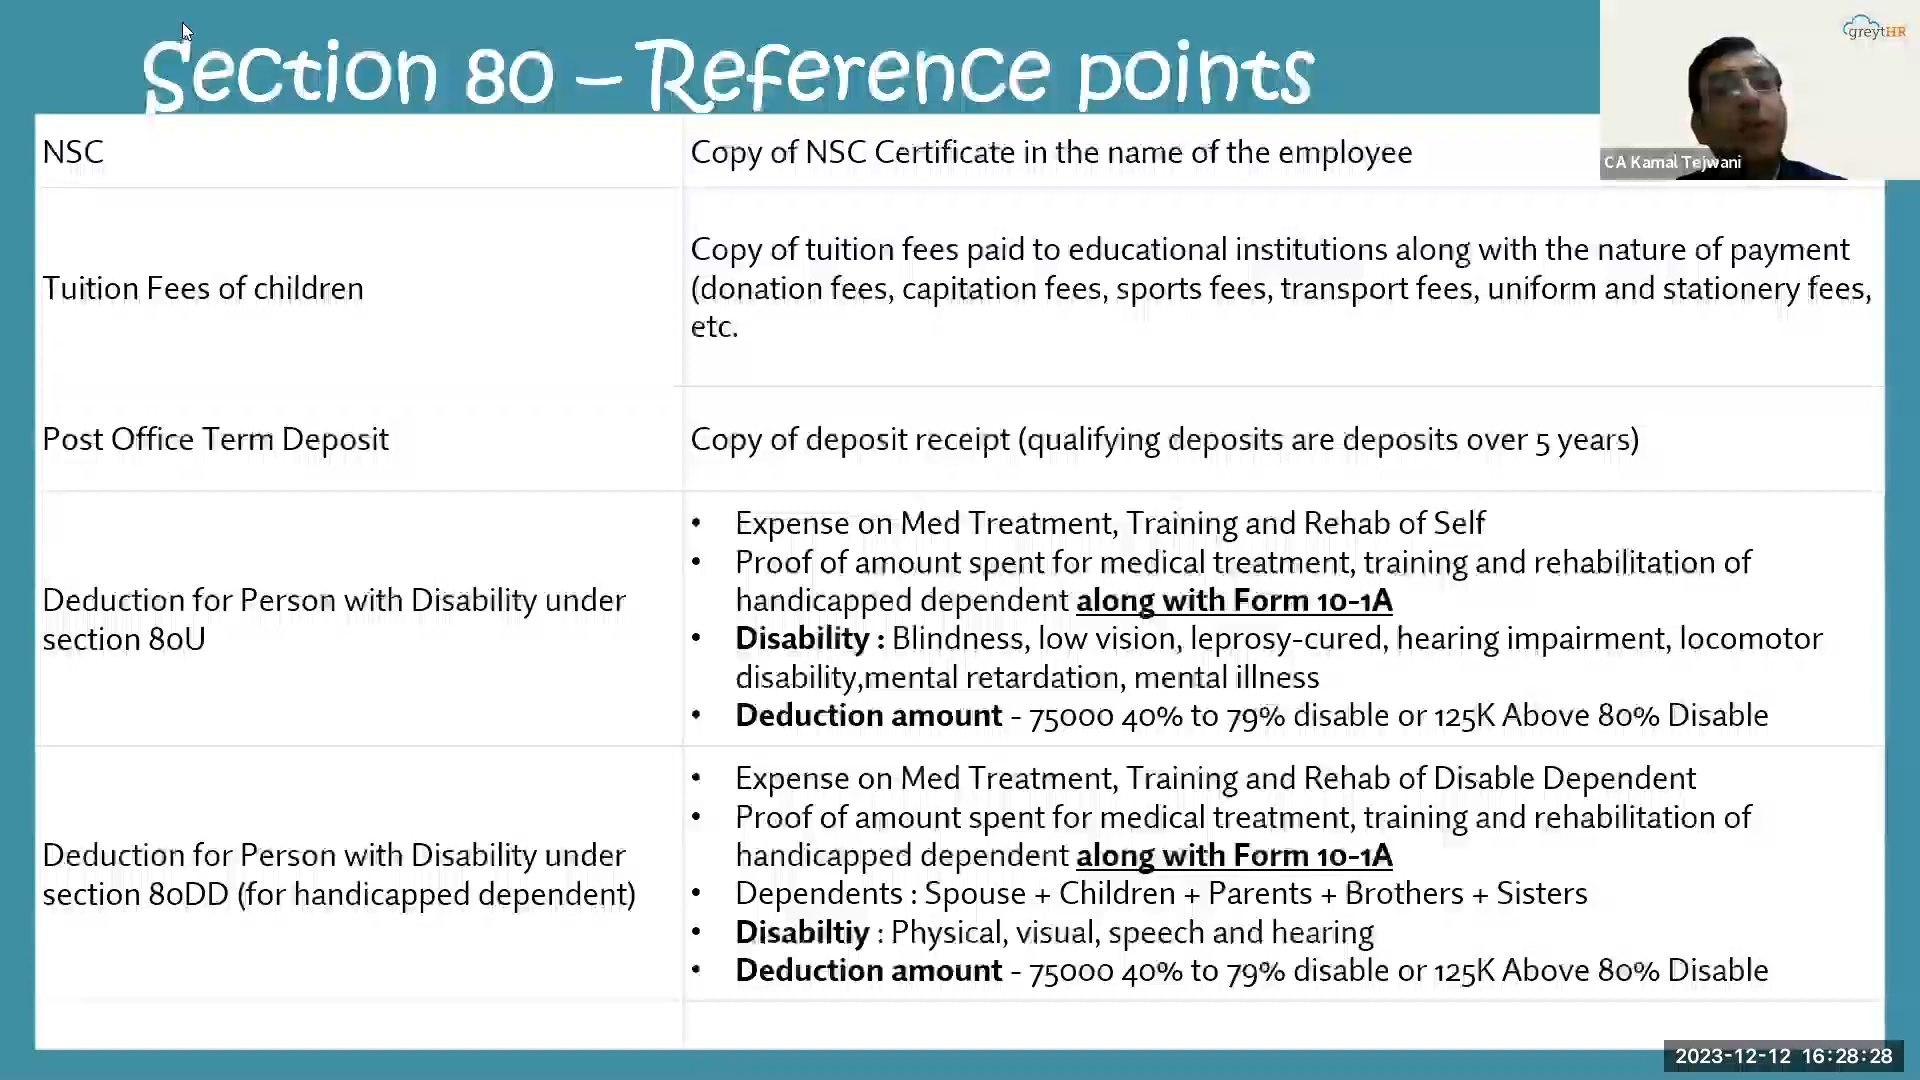 Section 80 – Reference points
greytHR
CA Kamal Tejwani
NSC
Copy of NSC Certificate in the name of the employee
Tuition Fees of children
Copy of tuition fees paid to educational institutions along with the nature of payment
(donation fees, capitation fees, sports fees, transport fees, uniform and stationery fees,
etc.
Post Office Term Deposit
Copy of deposit receipt (qualifying deposits are deposits over 5 years)
Deduction for Person with Disability under
section 80U
• Expense on Med Treatment, Training and Rehab of Self
• Proof of amount spent for medical treatment, training and rehabilitation of
handicapped dependent along with Form 10-1A
• Disability : Blindness, low vision, leprosy-cured, hearing impairment, locomotor
disability,mental retardation, mental illness
• Deduction amount - 75000 40% to 79% disable or 125K Above 80% Disable
Deduction for Person with Disability under
section 80DD (for handicapped dependent)
• Expense on Med Treatment, Training and Rehab of Disable Dependent
• Proof of amount spent for medical treatment, training and rehabilitation of
handicapped dependent along with Form 10-1A
• Dependents : Spouse + Children + Parents + Brothers + Sisters
• Disabiltiy : Physical, visual, speech and hearing
• Deduction amount - 75000 40% to 79% disable or 125K Above 80% Disable
2023-12-12 16:28:28